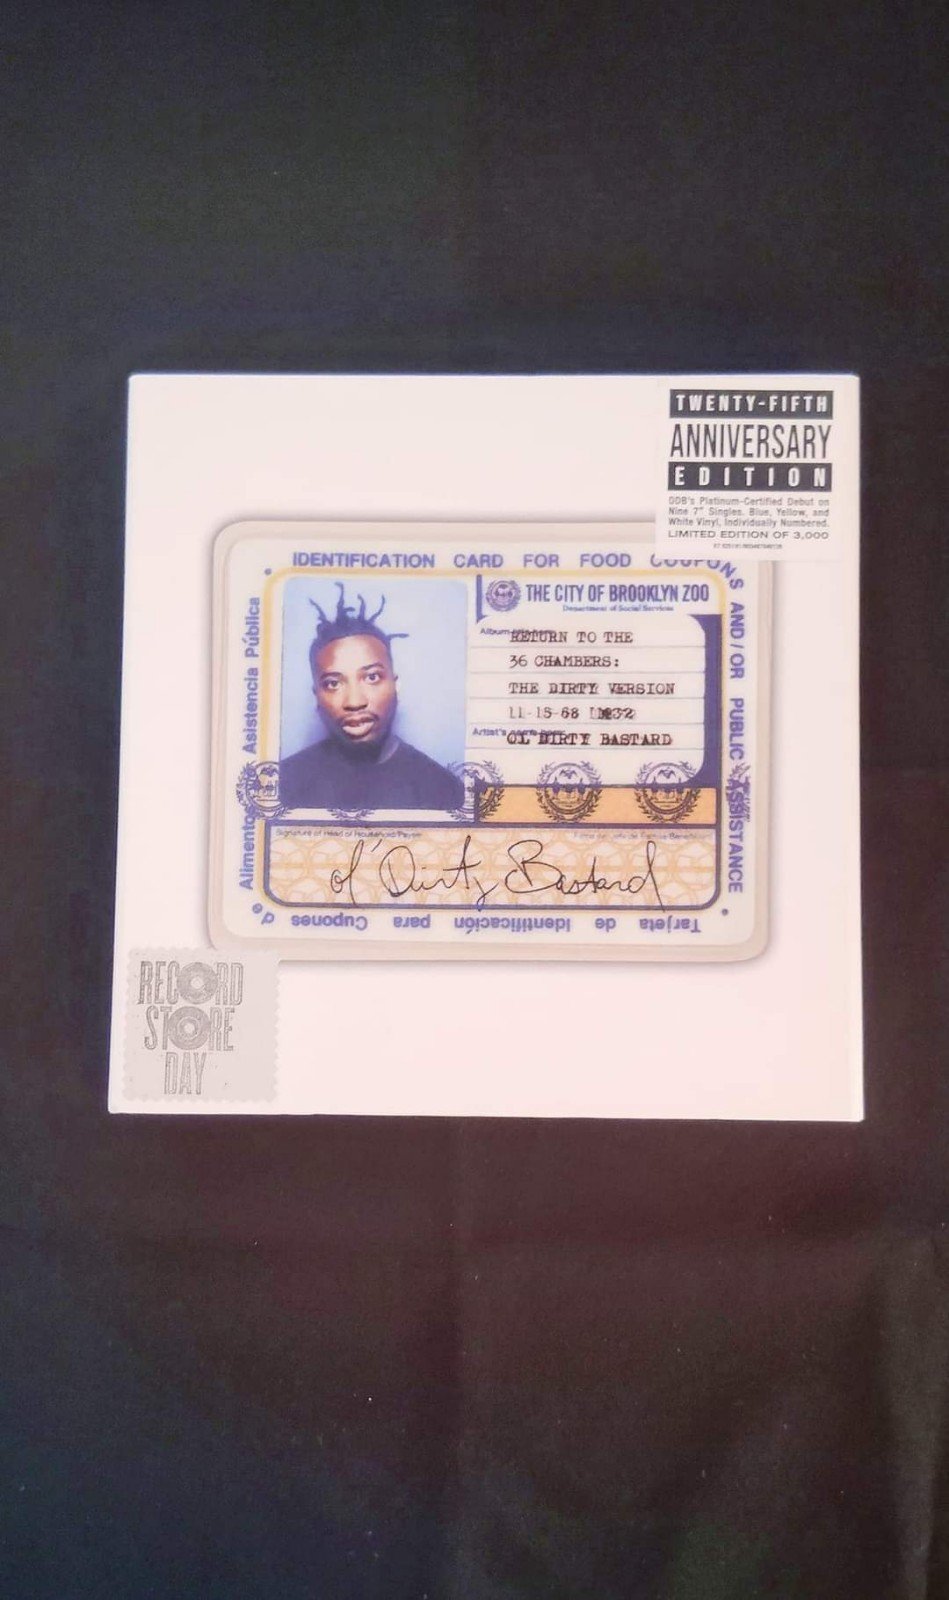 TWENTY-FIFTH
ANNIVERSARY
EDITION
ODB's Platinum-Certified Debut on
Nine 7" Singles. Blue, Yellow, and
White Vinyl, Individually Numbered.
LIMITED EDITION OF 3,000
IDENTIFICATION CARD FOR FOOD COUPONS AND/OR PUBLIC ASSISTANCE
THE CITY OF BROOKLYN ZOO
Department of Social Services
RETURN TO THE
36 CHAMBERS:
THE DIRTY VERSION
11-15-68
Artist's
OL DIRTY BASTARD
Signature of Head of Household/Payee
ol' Dirty Bastard
Tarjeta de Identificación para Cupones de
Alimentos Asistencia Pública
RECORD
STORE
DAY